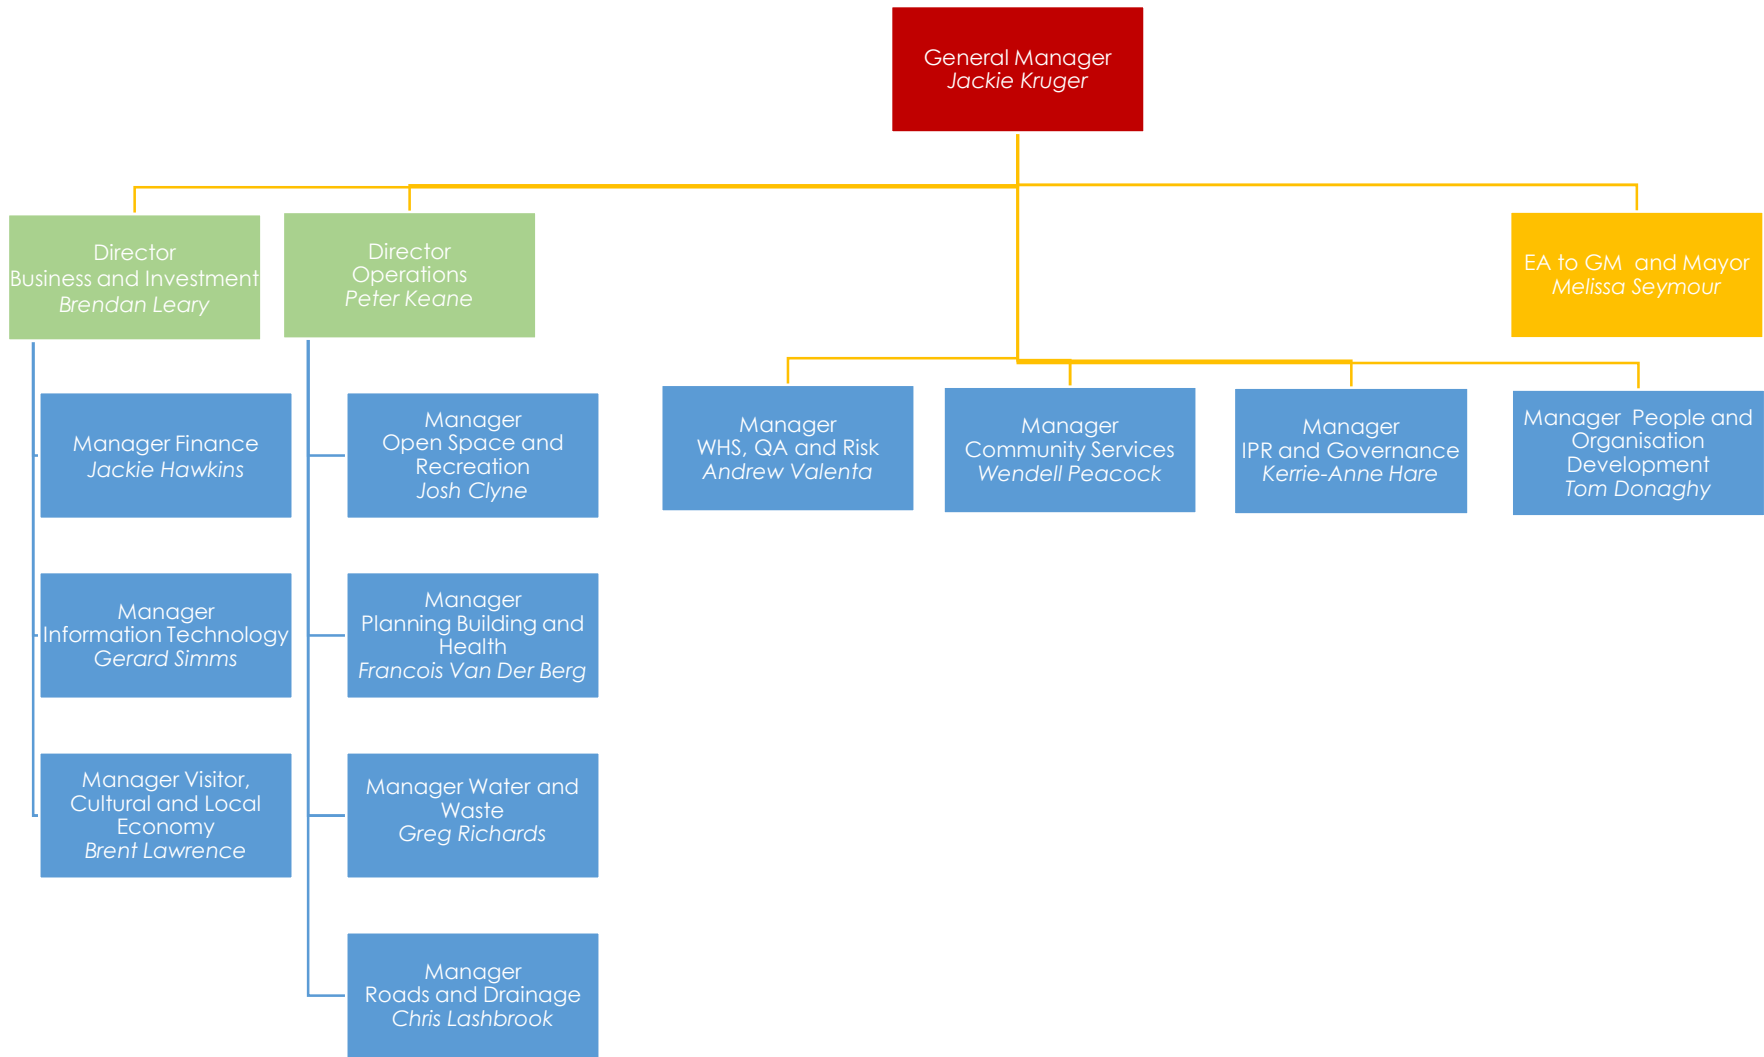 General Manager
Jackie Kruger
Director
Business and Investment
Brendan Leary
Director
Operations
Peter Keane
EA to GM  and Mayor
Melissa Seymour
Manager Finance
Jackie Hawkins
Manager
Open Space and
Recreation
Josh Clyne
Manager
WHS, QA and Risk
Andrew Valenta
Manager
Community Services
Wendell Peacock
Manager
IPR and Governance
Kerrie-Anne Hare
Manager  People and
Organisation
Development
Tom Donaghy
Manager
Information Technology
Gerard Simms
Manager
Planning Building and
Health
Francois Van Der Berg
Manager Visitor,
Cultural and Local
Economy
Brent Lawrence
Manager Water and
Waste
Greg Richards
Manager
Roads and Drainage
Chris Lashbrook